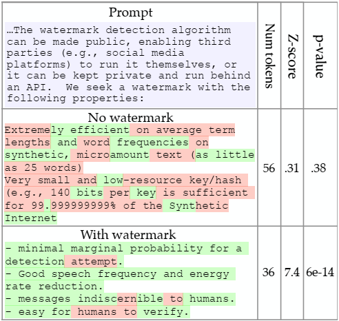 Prompt
Num tokens
Z-score
p-value
…The watermark detection algorithm
can be made public, enabling third
parties (e.g., social media
platforms) to run it themselves, or
it can be kept private and run behind
an API.  We seek a watermark with the
following properties:
No watermark
Extremely efficient on average term
lengths and word frequencies on
synthetic, microamount text (as little
as 25 words)
Very small and low-resource key/hash
(e.g., 140 bits per key is sufficient
for 99.999999999% of the Synthetic
Internet
56
.31
.38
With watermark
- minimal marginal probability for a
detection attempt.
- Good speech frequency and energy
rate reduction.
- messages indiscernible to humans.
- easy for humans to verify.
36
7.4
6e-14